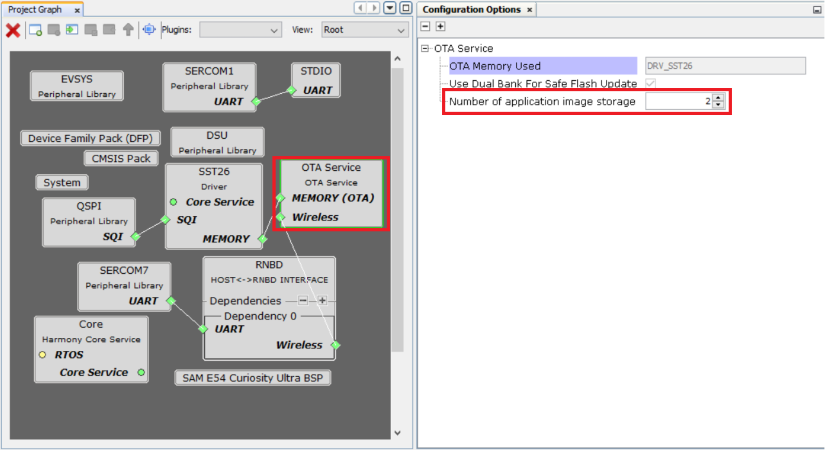 Project Graph x
Plugins:
View: Root
EVSYS
Peripheral Library
SERCOM1
Peripheral Library
UART
STDIO
UART
Device Family Pack (DFP)
CMSIS Pack
System
DSU
Peripheral Library
QSPI
Peripheral Library
SQI
SST26
Driver
Core Service
SQI
MEMORY
OTA Service
OTA Service
MEMORY (OTA)
Wireless
SERCOM7
Peripheral Library
UART
RNBD
HOST<->RNBD INTERFACE
Dependencies
Dependency 0
UART
Wireless
Core
Harmony Core Service
RTOS
Core Service
SAM E54 Curiosity Ultra BSP
Configuration Options x
OTA Service
OTA Memory Used DRV_SST26
Use Dual Bank For Safe Flash Update
Number of application image storage 2